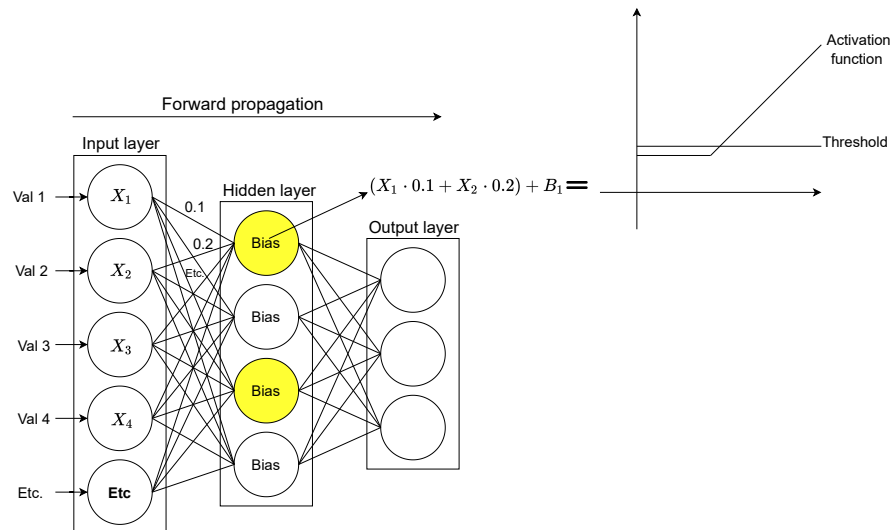 Activation
function
Forward propagation
Threshold
Input layer
Hidden layer
Val 1
X₁
0.1
(X₁ · 0.1 + X₂ · 0.2) + B₁ =
Output layer
0.2
Bias
Val 2
X₂
Etc.
Bias
Val 3
X₃
Bias
Val 4
X₄
Bias
Etc.
Etc